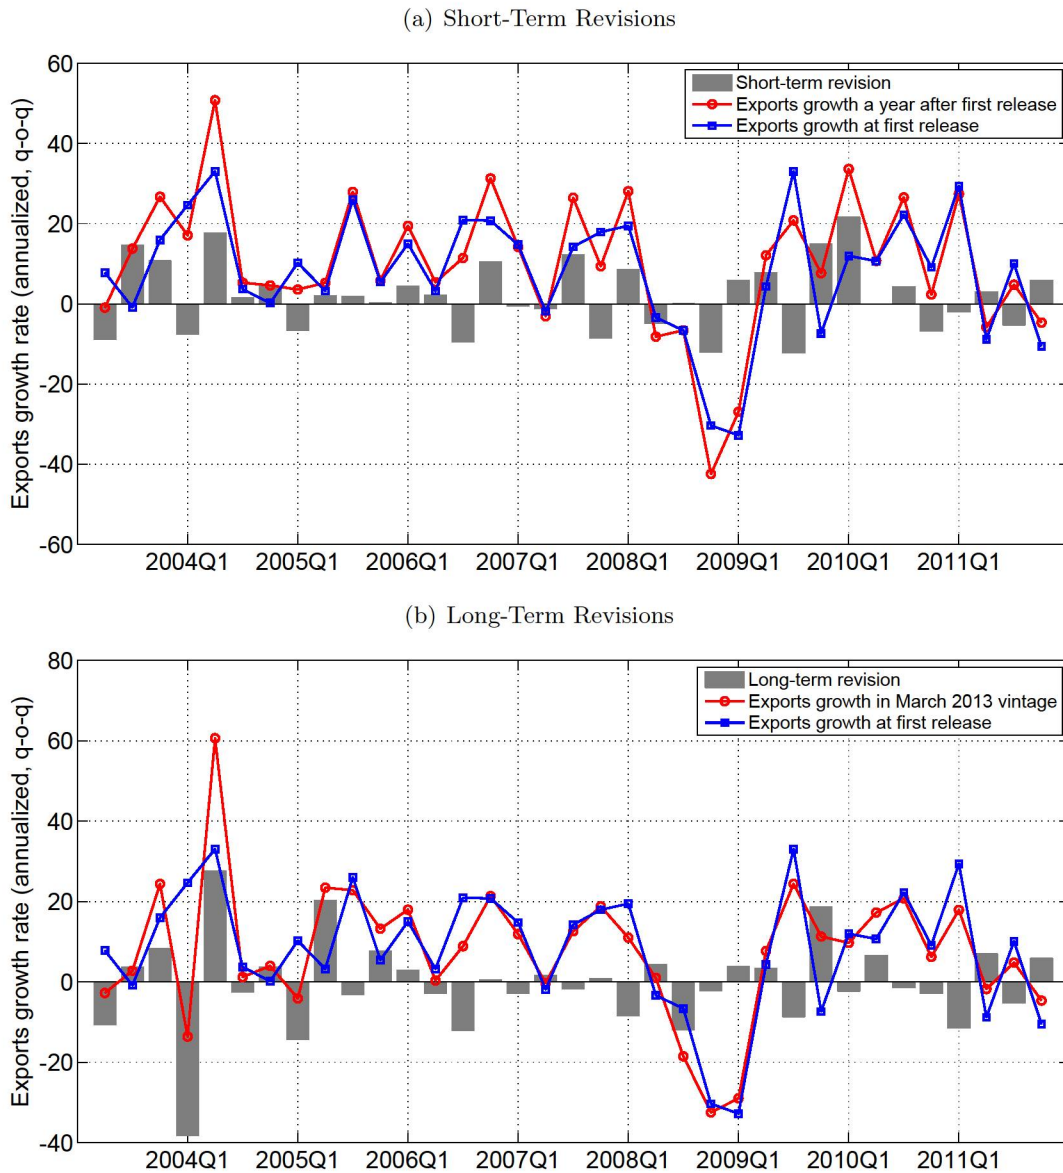 (a) Short-Term Revisions
Exports growth rate (annualized, q-o-q)
60
40
20
0
-20
-40
-60
Short-term revision
Exports growth a year after first release
Exports growth at first release
2004Q1 2005Q1 2006Q1 2007Q1 2008Q1 2009Q1 2010Q1 2011Q1
(b) Long-Term Revisions
Exports growth rate (annualized, q-o-q)
80
60
40
20
0
-20
-40
Long-term revision
Exports growth in March 2013 vintage
Exports growth at first release
2004Q1 2005Q1 2006Q1 2007Q1 2008Q1 2009Q1 2010Q1 2011Q1